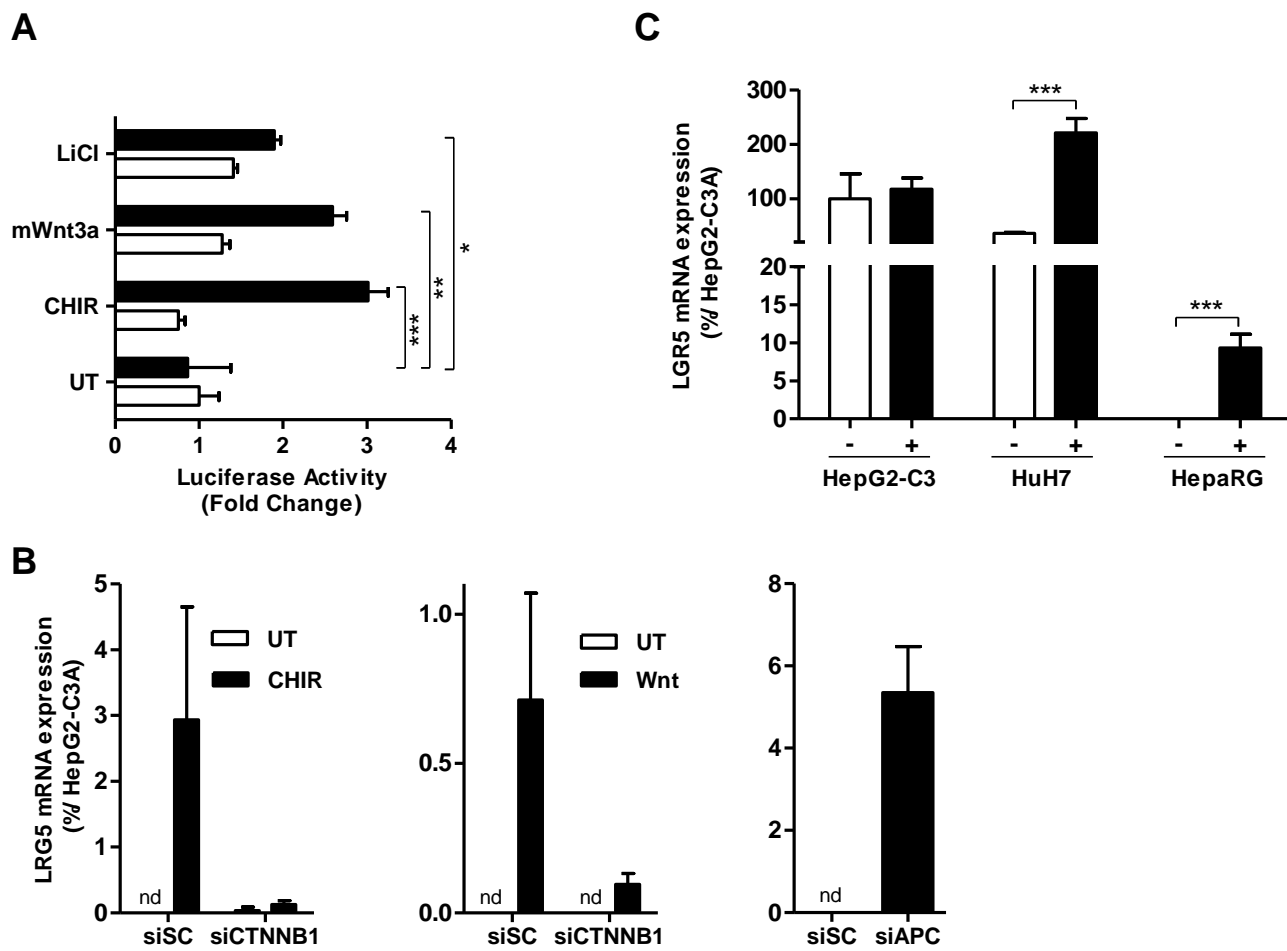 A
LiCl
mWnt3a
CHIR
UT
0 1 2 3 4
Luciferase Activity
(Fold Change)
*
**
***
C
LGR5 mRNA expression
(%/ HepG2-C3A)
300
200
100
20
15
10
5
0
***
***
- + - + - +
HepG2-C3 HuH7 HepaRG
B
LRG5 mRNA expression
(%/ HepG2-C3A)
5
4
3
2
1
0
UT
CHIR
nd
siSC siCTNNB1
1.0
0.5
0.0
UT
Wnt
nd nd
siSC siCTNNB1
8
6
4
2
0
nd
siSC siAPC